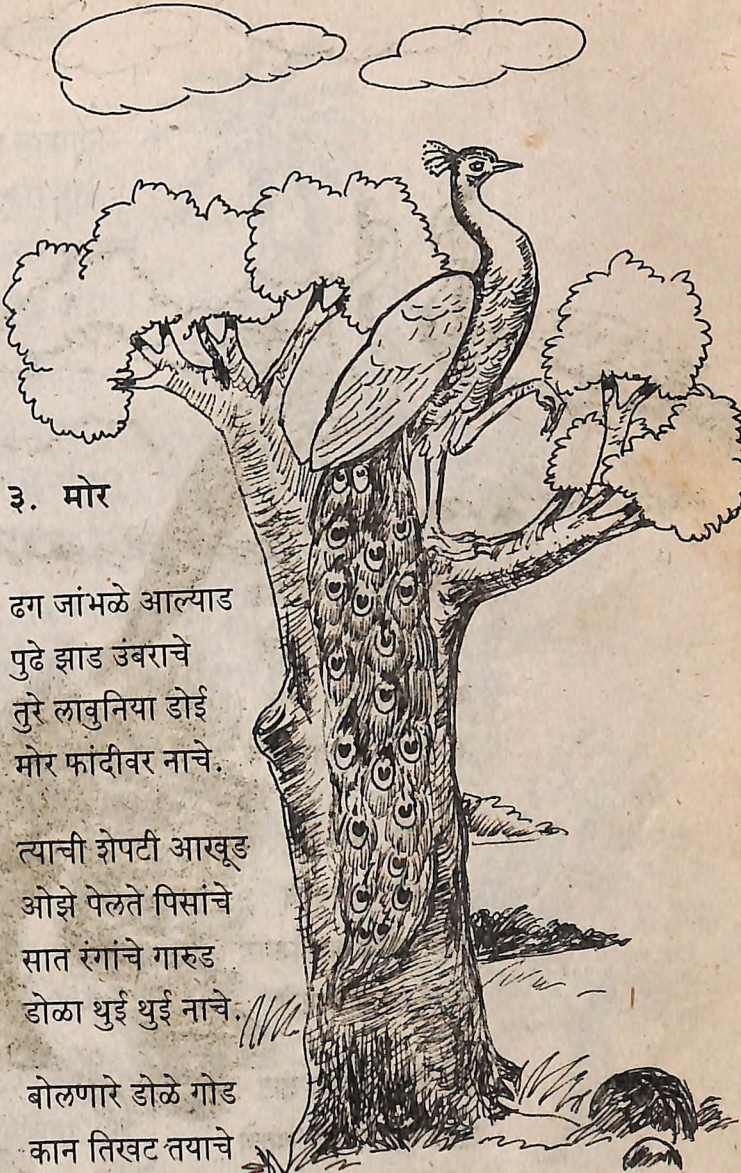 ३. मोर
ढग जांभळे आल्याड
पुढे झाड उंबराचे
तुरे लावुनिया डोई
मोर फांदीवर नाचे.
त्याची शेपटी आखूड
ओझे पेलते पिसांचे
सात रंगांचे गारुड
डोळा थुई थुई नाचे.
बोलणारे डोळे गोड
कान तिखट तयाचे